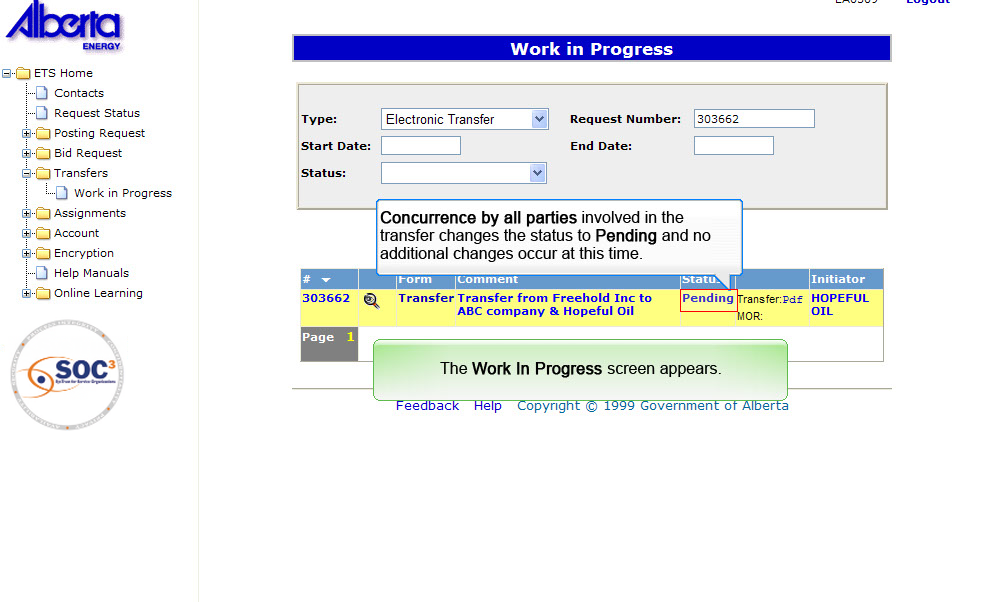 Alberta
ENERGY
Logout
ETS Home
Contacts
Request Status
Posting Request
Bid Request
Transfers
Work in Progress
Assignments
Account
Encryption
Help Manuals
Online Learning
SOC3
Work in Progress
Type: Electronic Transfer Request Number: 303662
Start Date: End Date:
Status:
Concurrence by all parties involved in the
transfer changes the status to Pending and no
additional changes occur at this time.
# Form Comment Status Initiator
303662 Transfer Transfer from Freehold Inc to Pending Transfer:Pdf HOPEFUL
ABC company & Hopeful Oil MOR: OIL
Page 1
The Work In Progress screen appears.
Feedback Help Copyright © 1999 Government of Alberta